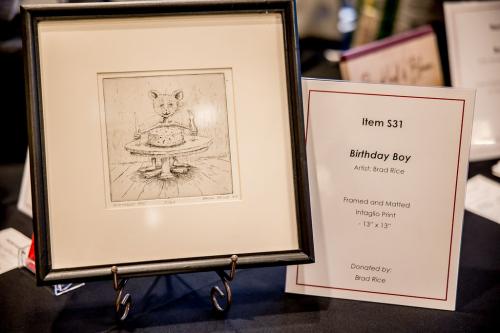 Item S31
Birthday Boy
Artist: Brad Rice
Framed and Matted
Intaglio Print
- 13" x 13"
Donated by:
Brad Rice